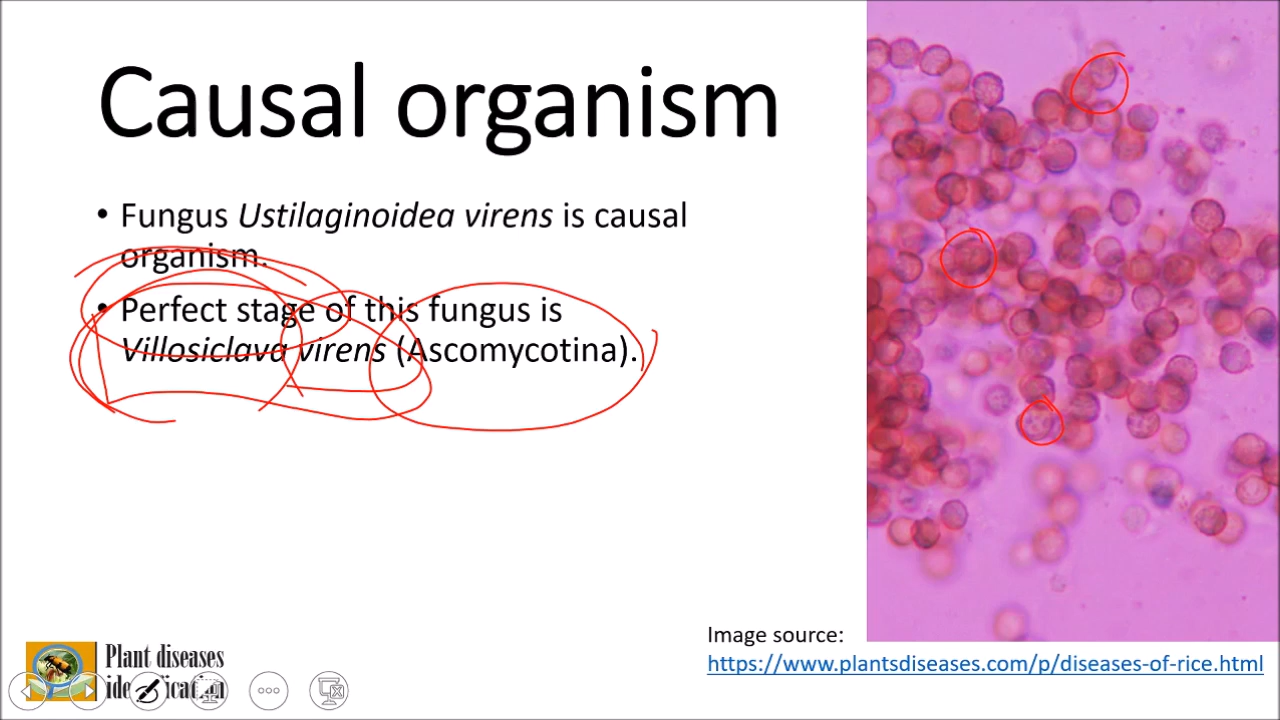 Causal organism
• Fungus Ustilaginoidea virens is causal
organism.
• Perfect stage of this fungus is
Villosiclava virens (Ascomycotina).
Image source:
https://www.plantsdiseases.com/p/diseases-of-rice.html
Plant diseases